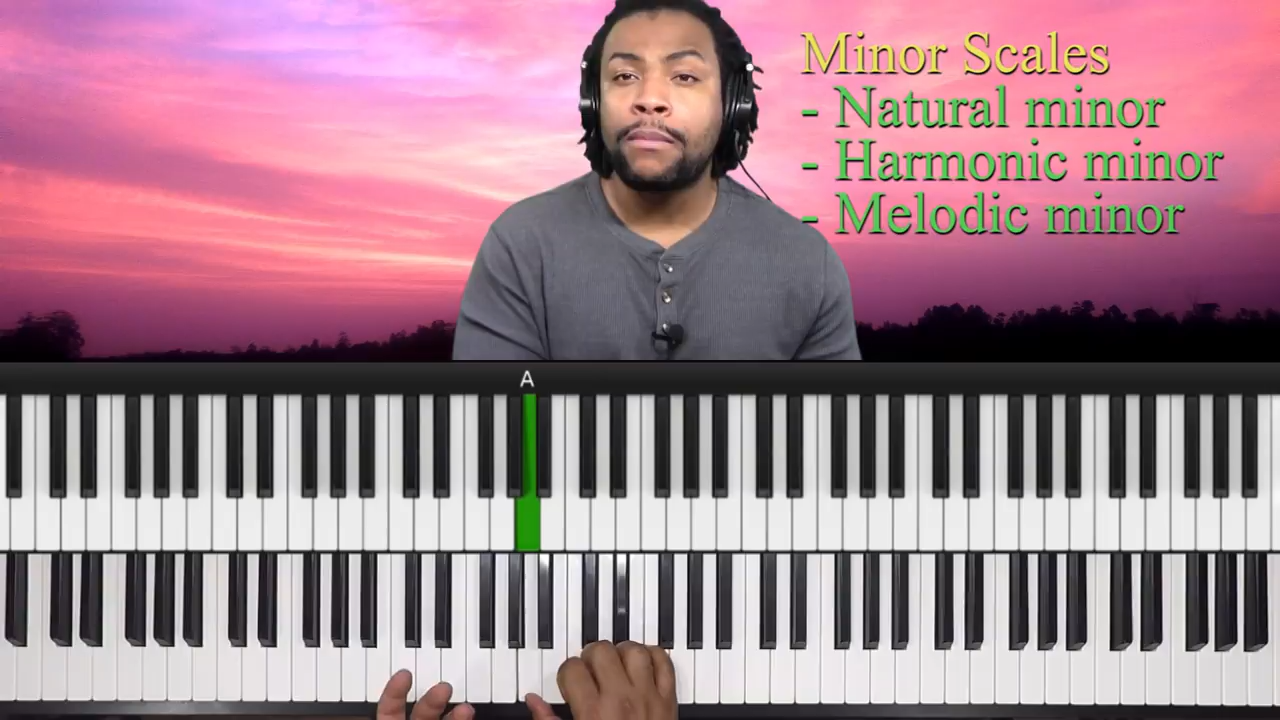 Minor Scales
- Natural minor
- Harmonic minor
- Melodic minor
A